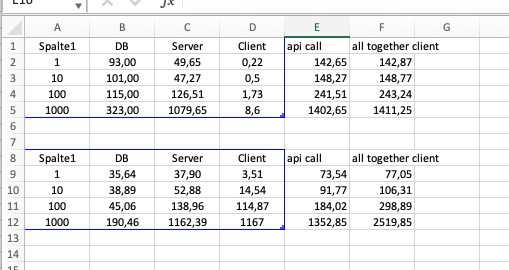 A B C D E F G
1 Spalte1 DB Server Client api call all together client
2 1 93,00 49,65 0,22 142,65 142,87
3 10 101,00 47,27 0,5 148,27 148,77
4 100 115,00 126,51 1,73 241,51 243,24
5 1000 323,00 1079,65 8,6 1402,65 1411,25
6
7
8 Spalte1 DB Server Client api call all together client
9 1 35,64 37,90 3,51 73,54 77,05
10 10 38,89 52,88 14,54 91,77 106,31
11 100 45,06 138,96 114,87 184,02 298,89
12 1000 190,46 1162,39 1167 1352,85 2519,85
13
14